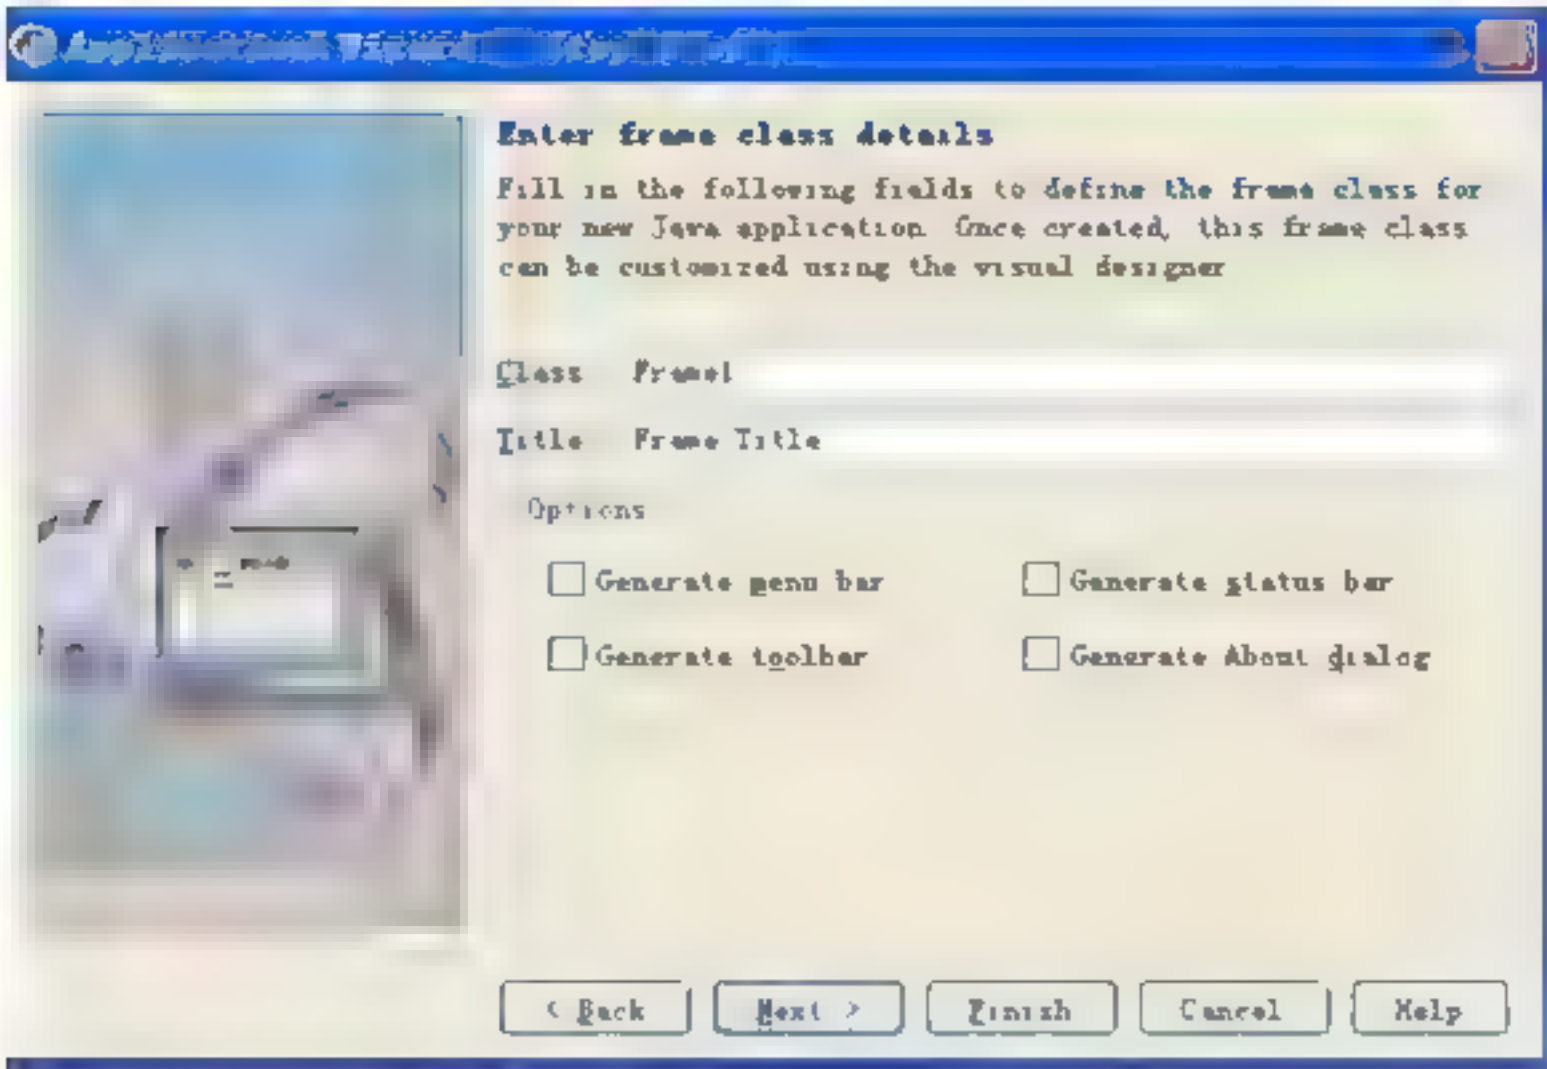 Enter frame class details
Fill in the following fields to define the frame class for
your new Java application. Once created, this frame class
can be customized using the visual designer
Class Frame1
Title Frame Title
Options
Generate menu bar
Generate status bar
Generate toolbar
Generate About dialog
< Back
Next >
Finish
Cancel
Help